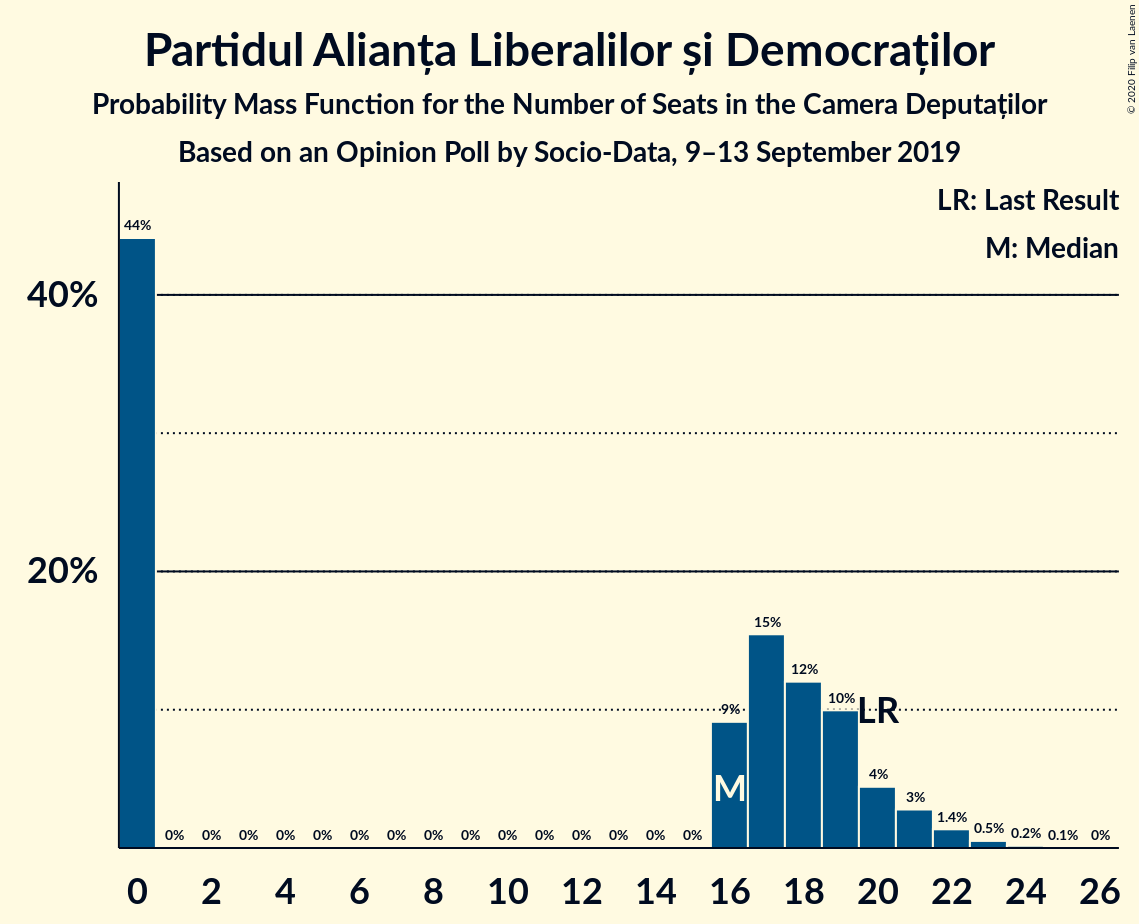 Partidul Alianța Liberalilor și Democraților
Probability Mass Function for the Number of Seats in the Camera Deputaților
Based on an Opinion Poll by Socio-Data, 9–13 September 2019
© 2020 Filip van Laenen
LR: Last Result
M: Median
44%
40%
20%
15%
12%
10%
9%
LR
M
4%
3%
1.4%
0% 0% 0% 0% 0% 0% 0% 0% 0% 0% 0% 0% 0% 0% 0% 0.5% 0.2% 0.1% 0%
0 2 4 6 8 10 12 14 16 18 20 22 24 26